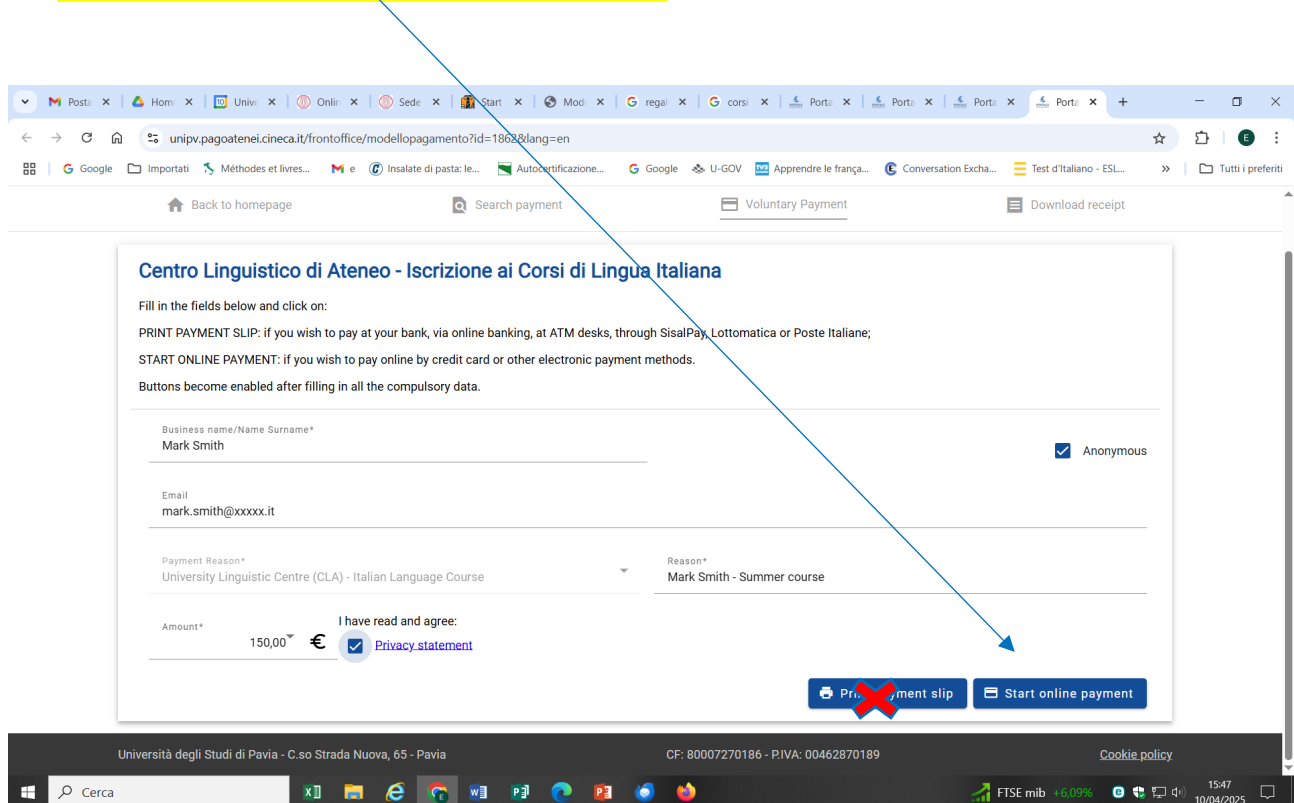 Posta
Hom
Unive
Onlin
Sede
Start
Modi
regal
corsi
Porta
Porta
Porta
Porta
unipv.pagoatenei.cineca.it/frontoffice/modellopagamento?id=1862&lang=en
E
Google
Importati
Méthodes et livres...
M e
Insalate di pasta: le...
Autocertificazione...
Google
U-GOV
TV5 Apprendre le frança...
Conversation Excha...
Test d'Italiano - ESL...
»
Tutti i preferiti
Back to homepage
Search payment
Voluntary Payment
Download receipt
Centro Linguistico di Ateneo - Iscrizione ai Corsi di Lingua Italiana
Fill in the fields below and click on:
PRINT PAYMENT SLIP: if you wish to pay at your bank, via online banking, at ATM desks, through SisalPay, Lottomatica or Poste Italiane;
START ONLINE PAYMENT: if you wish to pay online by credit card or other electronic payment methods.
Buttons become enabled after filling in all the compulsory data.
Business name/Name Surname*
Mark Smith
Anonymous
Email
mark.smith@xxxxx.it
Payment Reason*
University Linguistic Centre (CLA) - Italian Language Course
Reason*
Mark Smith - Summer course
Amount*
150,00 €
I have read and agree:
Privacy statement
slip
Start online payment
Università degli Studi di Pavia - C.so Strada Nuova, 65 - Pavia
CF: 80007270186 - P.IVA: 00462870189
Cookie policy
Cerca
FTSE mib +6,09%
15:47
10/04/2025